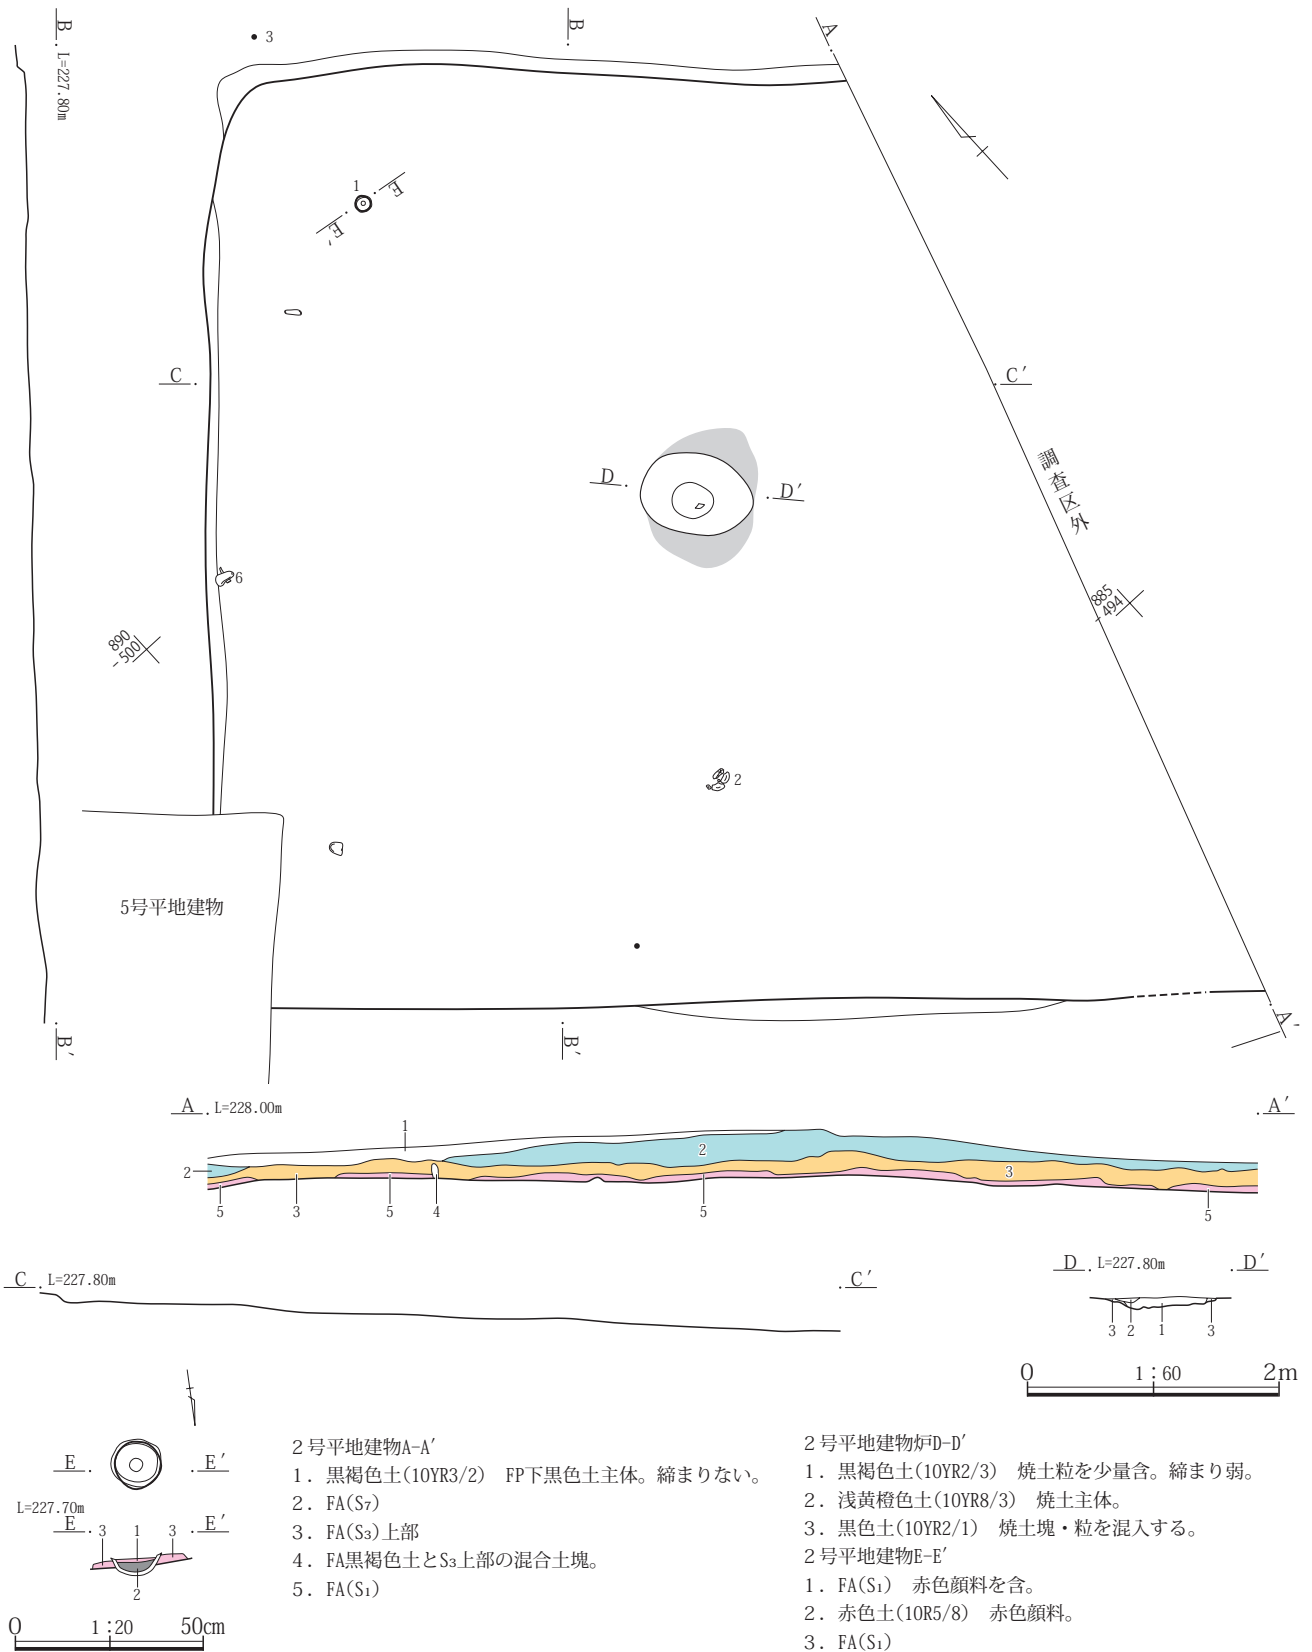 B
L=227.80m
3
B
A
1
E
E′
C
C′
D
D′
調査区外
6
885
-494
890
-500
2
5号平地建物
B′
B′
A′
A L=228.00m
A′
1
2
2
3
5
3
5
4
5
5
C L=227.80m
C′
D L=227.80m
D′
3 2 1 3
0 1:60 2m
E E′
L=227.70m
E 3 1 3 E′
2
0 1:20 50cm
2号平地建物A-A′
1. 黒褐色土(10YR3/2) FP下黒色土主体。締まりない。
2. FA(S₇)
3. FA(S₃)上部
4. FA黒褐色土とS₃上部の混合土塊。
5. FA(S₁)
2号平地建物炉D-D′
1. 黒褐色土(10YR2/3) 焼土粒を少量含。締まり弱。
2. 浅黄橙色土(10YR8/3) 焼土主体。
3. 黒色土(10YR2/1) 焼土塊・粒を混入する。
2号平地建物E-E′
1. FA(S₁) 赤色顔料を含。
2. 赤色土(10R5/8) 赤色顔料。
3. FA(S₁)